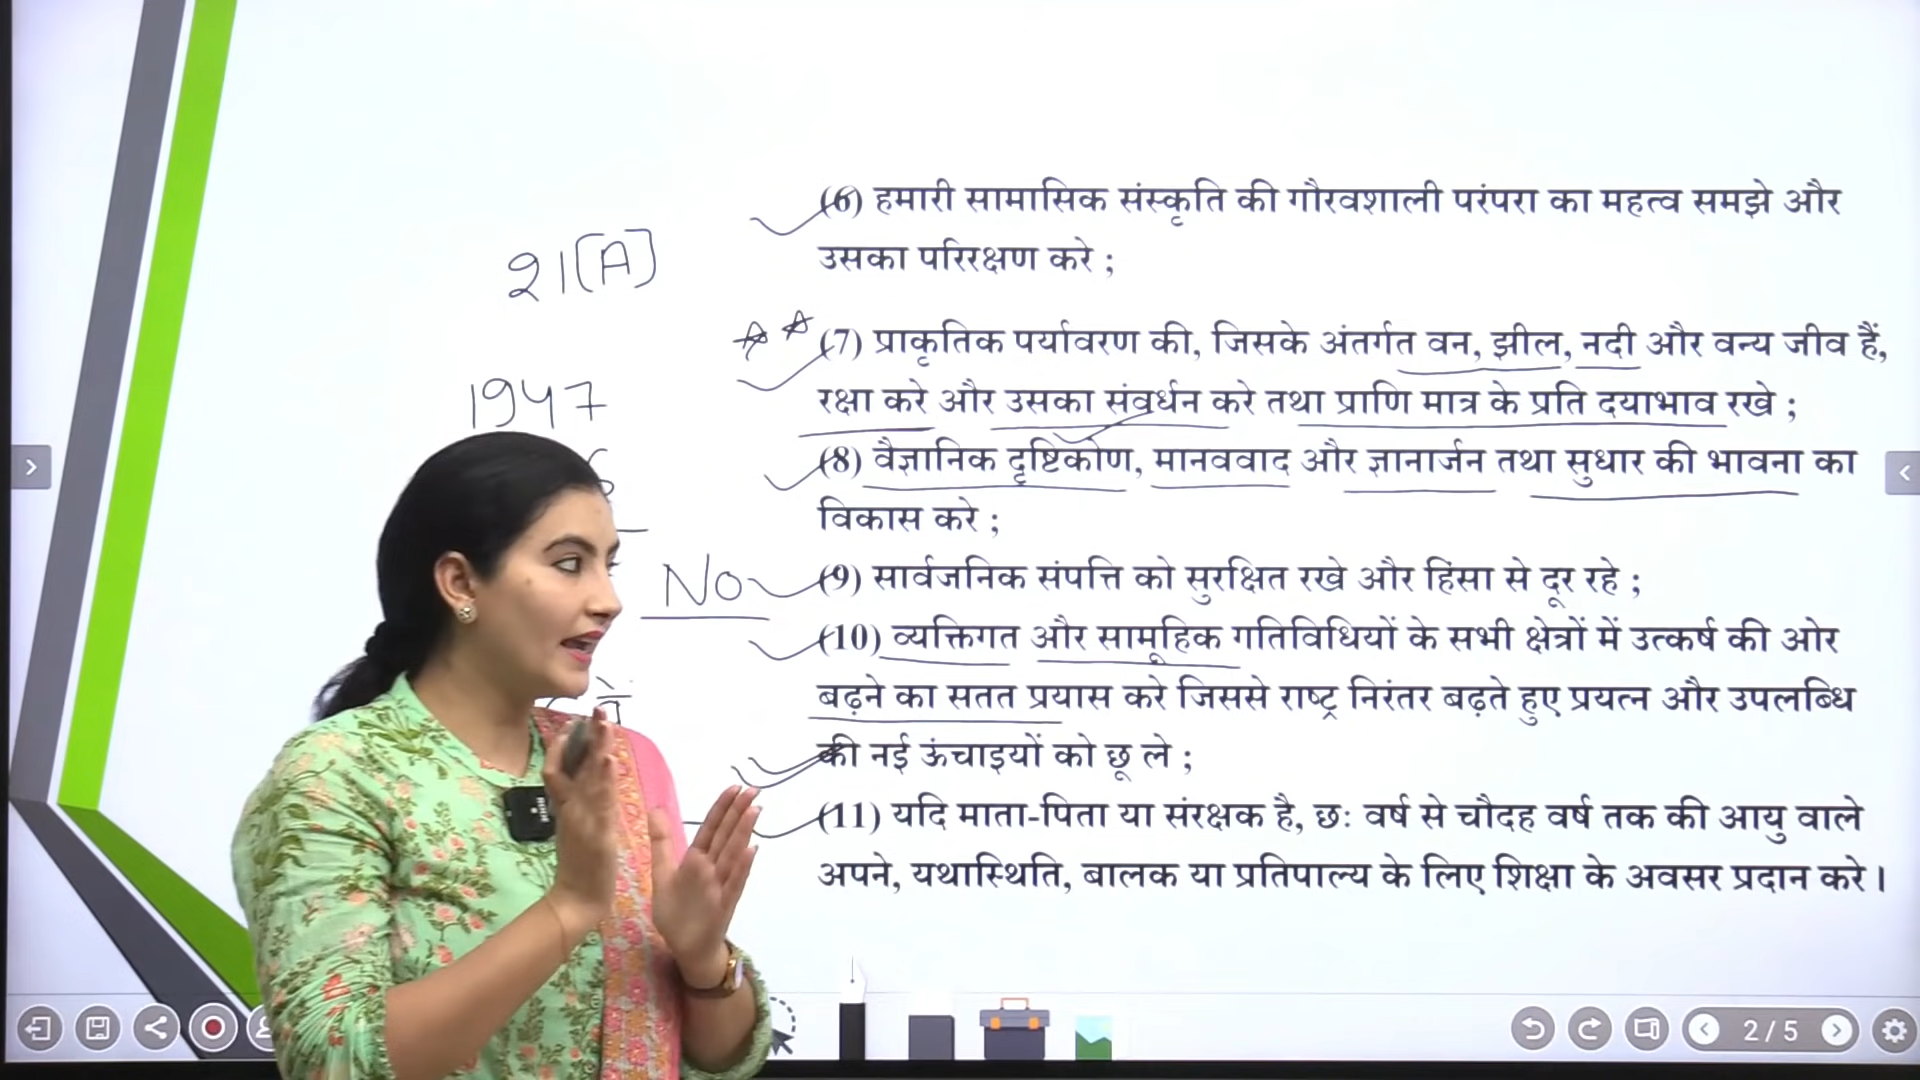 (6) हमारी सामासिक संस्कृति की गौरवशाली परंपरा का महत्व समझे और
उसका परिरक्षण करे ;
21[A]
(7) प्राकृतिक पर्यावरण की, जिसके अंतर्गत वन, झील, नदी और वन्य जीव हैं,
1947
रक्षा करे और उसका संवर्धन करे तथा प्राणि मात्र के प्रति दयाभाव रखे ;
(8) वैज्ञानिक दृष्टिकोण, मानववाद और ज्ञानार्जन तथा सुधार की भावना का
विकास करे ;
No
(9) सार्वजनिक संपत्ति को सुरक्षित रखे और हिंसा से दूर रहे ;
(10) व्यक्तिगत और सामूहिक गतिविधियों के सभी क्षेत्रों में उत्कर्ष की ओर
बढ़ने का सतत प्रयास करे जिससे राष्ट्र निरंतर बढ़ते हुए प्रयत्न और उपलब्धि
की नई ऊंचाइयों को छू ले ;
(11) यदि माता-पिता या संरक्षक है, छः वर्ष से चौदह वर्ष तक की आयु वाले
अपने, यथास्थिति, बालक या प्रतिपाल्य के लिए शिक्षा के अवसर प्रदान करे ।
2/5